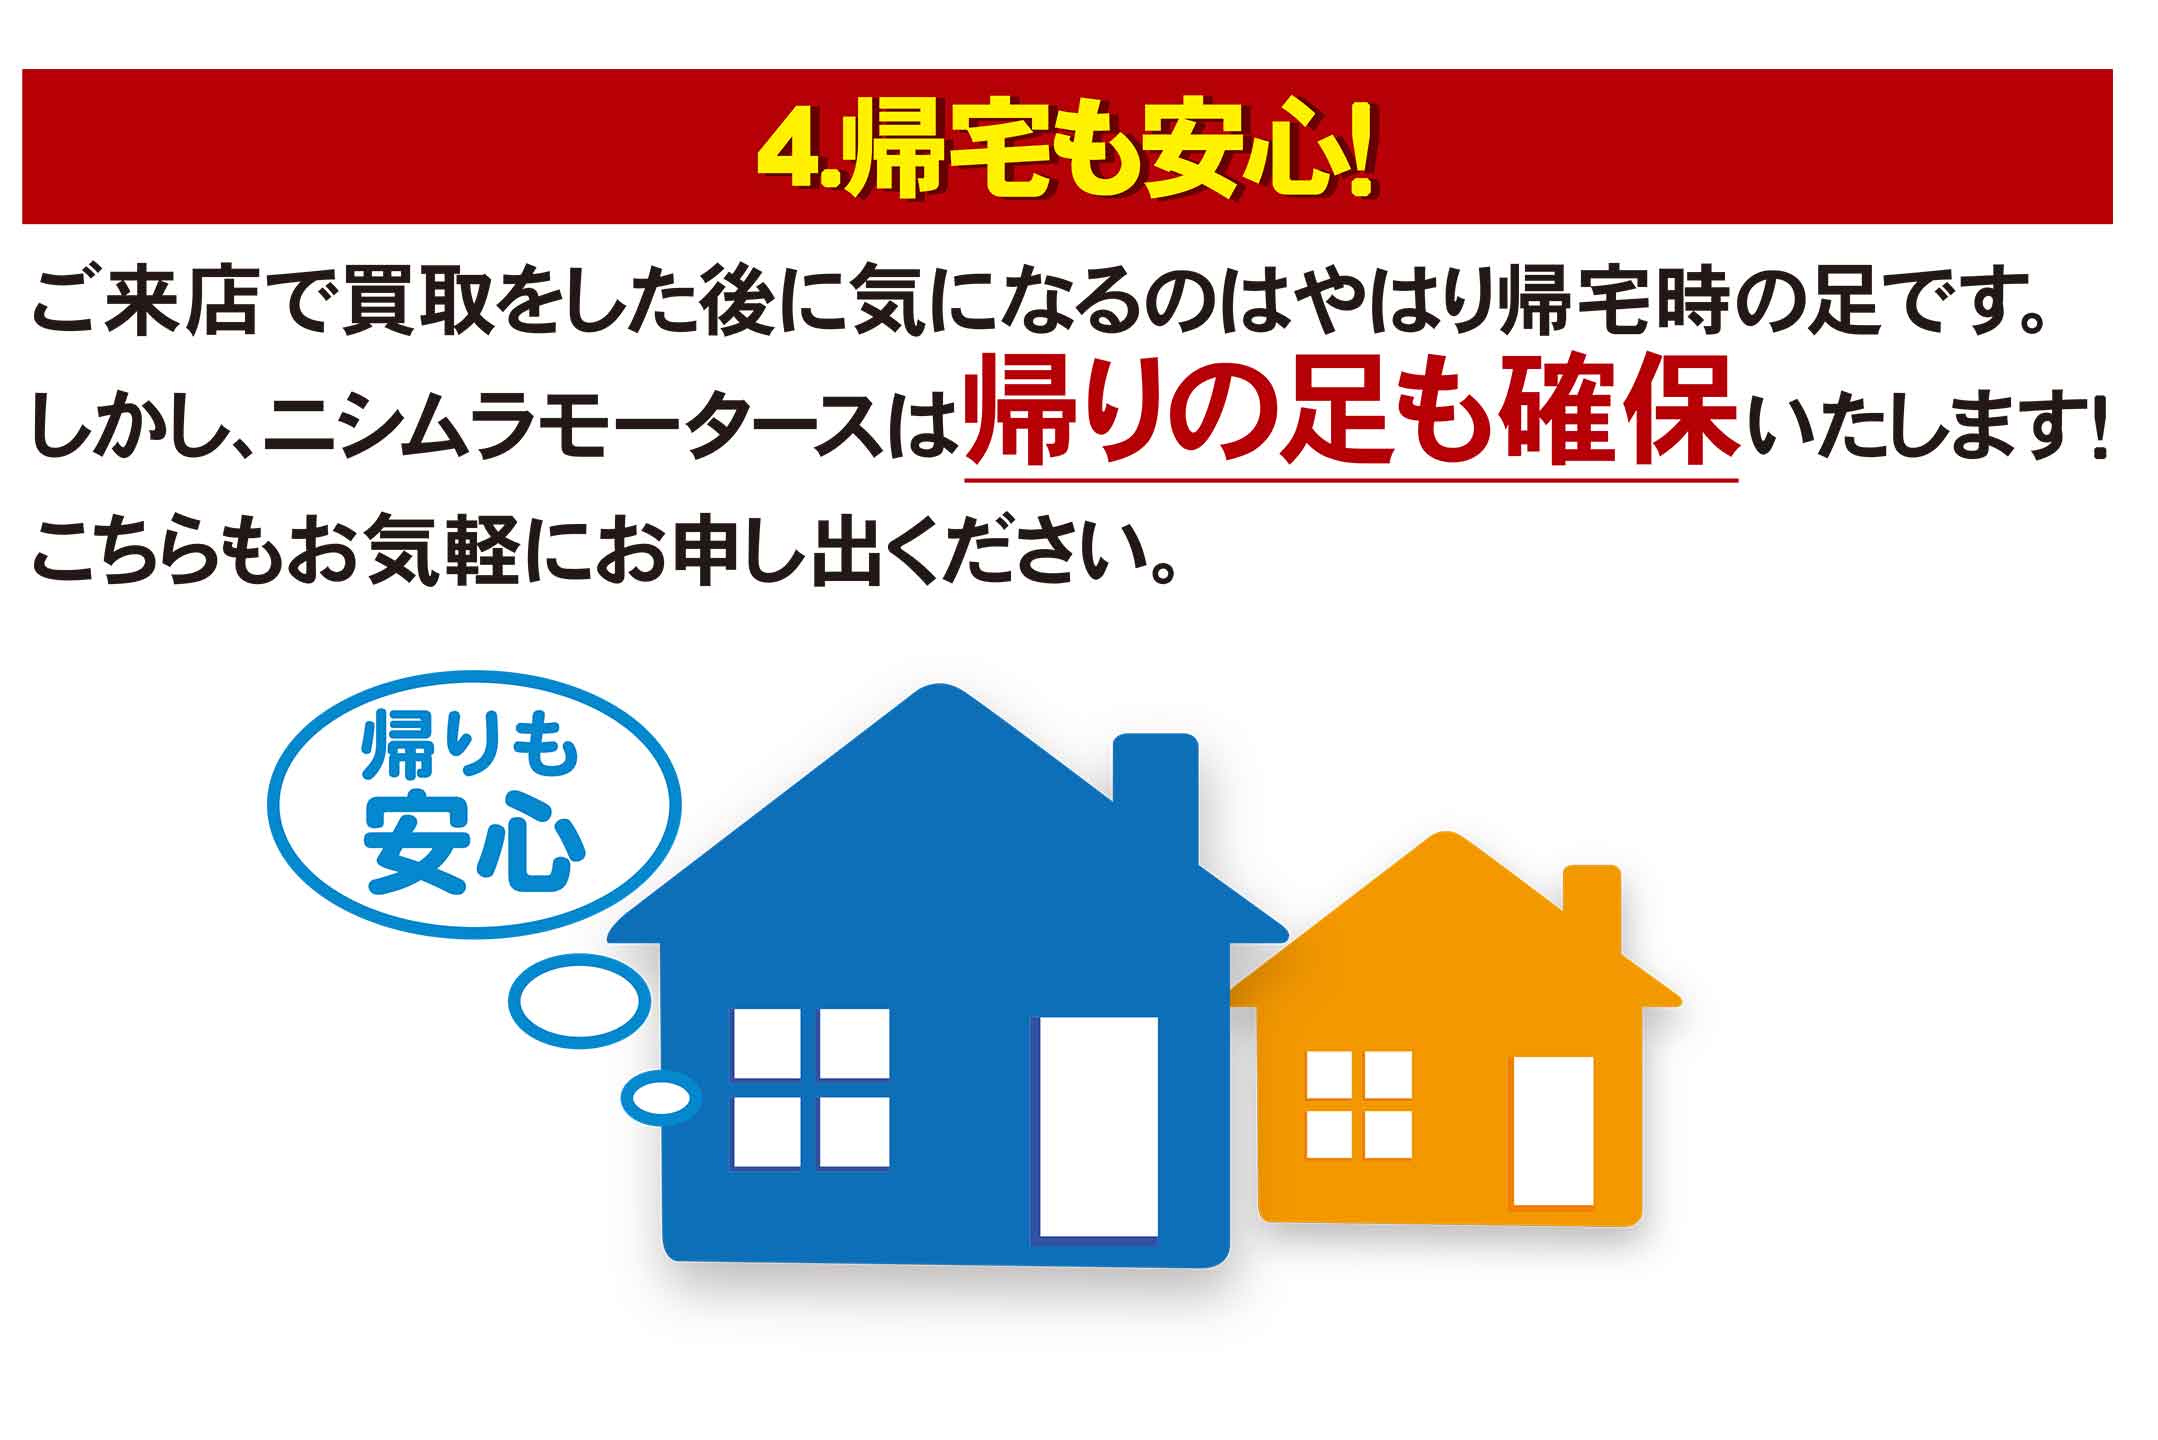 4.帰宅も安心!
ご来店で買取をした後に気になるのはやはり帰宅時の足です。
しかし、ニシムラモータースは帰りの足も確保いたします!
こちらもお気軽にお申し出ください。
帰りも
安心